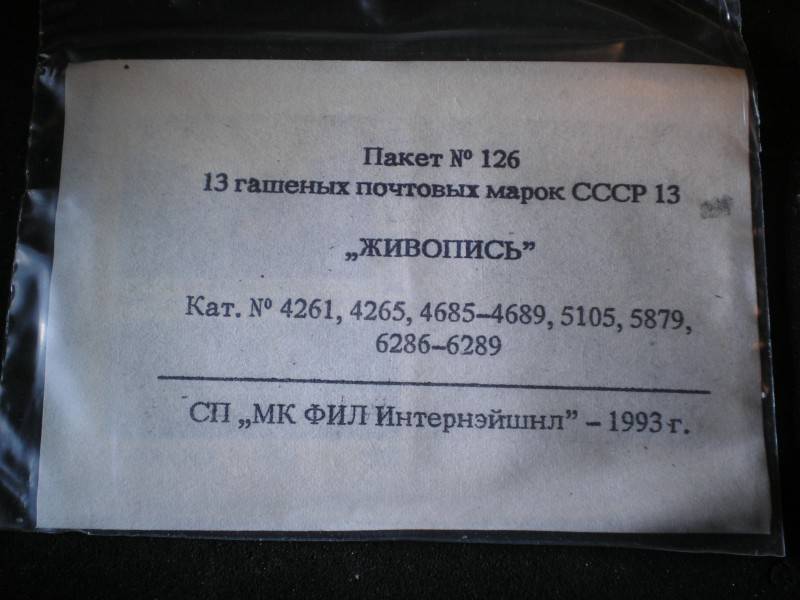 Пакет № 126
13 гашеных почтовых марок СССР 13
„ЖИВОПИСЬ”
Кат. № 4261, 4265, 4685–4689, 5105, 5879,
6286–6289
СП „МК ФИЛ Интернэйшнл” – 1993 г.